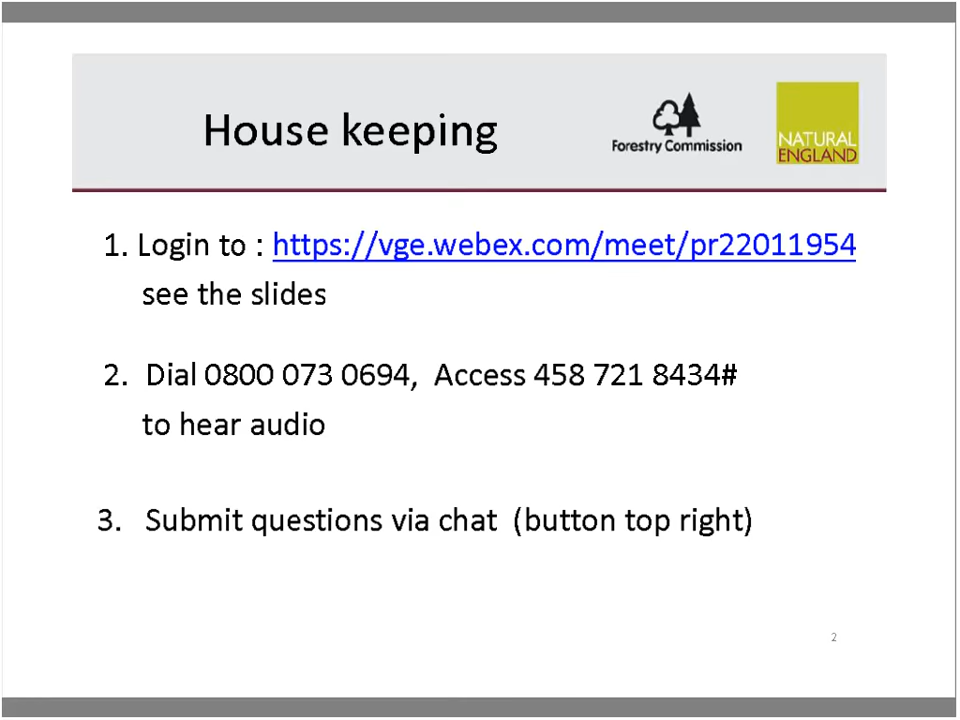 House keeping
Forestry Commission
NATURAL
ENGLAND
1. Login to : https://vge.webex.com/meet/pr22011954
see the slides
2. Dial 0800 073 0694, Access 458 721 8434#
to hear audio
3. Submit questions via chat (button top right)
2